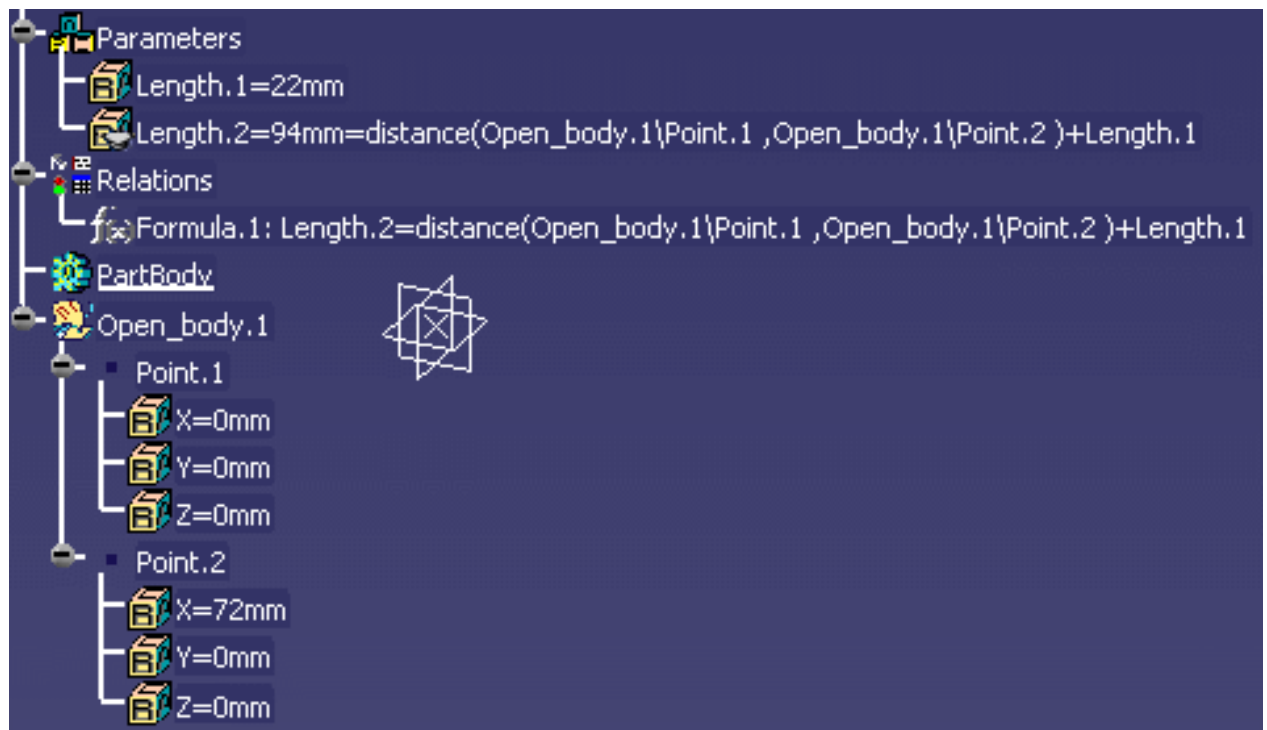 Parameters
Length.1=22mm
Length.2=94mm=distance(Open_body.1\Point.1 ,Open_body.1\Point.2 )+Length.1
Relations
Formula.1: Length.2=distance(Open_body.1\Point.1 ,Open_body.1\Point.2 )+Length.1
PartBody
Open_body.1
Point.1
X=0mm
Y=0mm
Z=0mm
Point.2
X=72mm
Y=0mm
Z=0mm